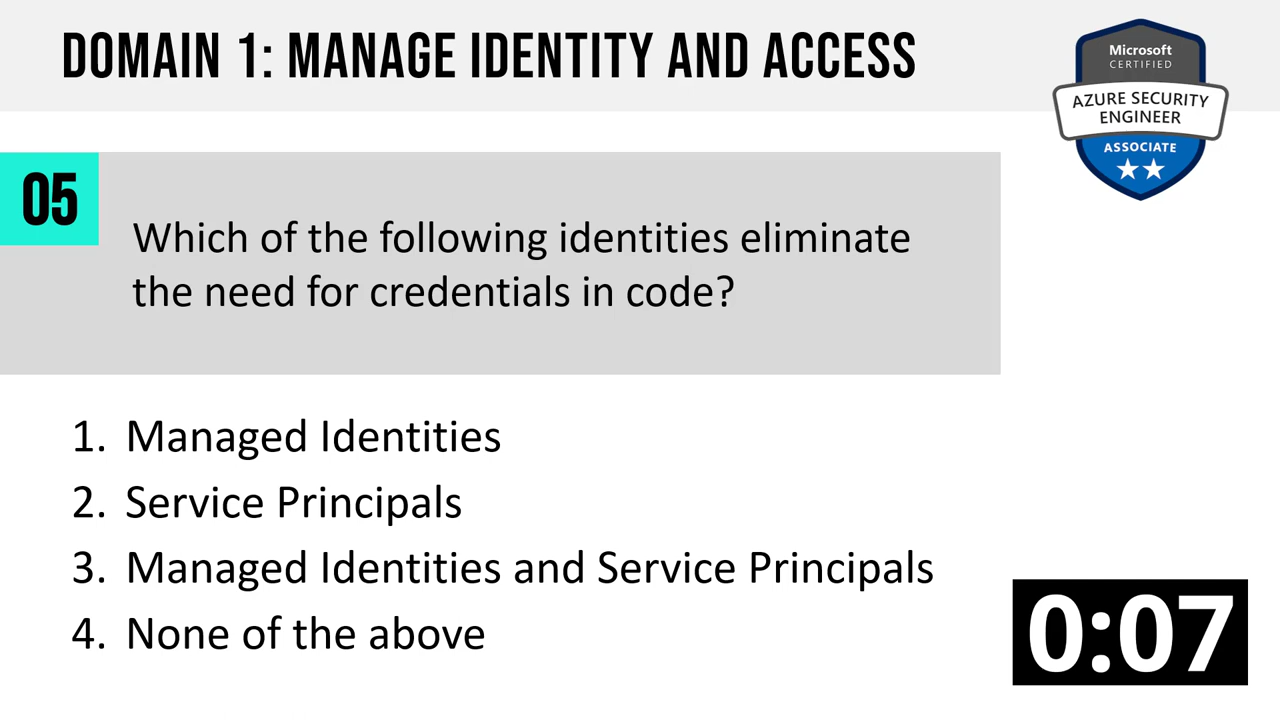 DOMAIN 1: MANAGE IDENTITY AND ACCESS
Microsoft
CERTIFIED
AZURE SECURITY
ENGINEER
ASSOCIATE
05
Which of the following identities eliminate
the need for credentials in code?
1. Managed Identities
2. Service Principals
3. Managed Identities and Service Principals
4. None of the above
0:07